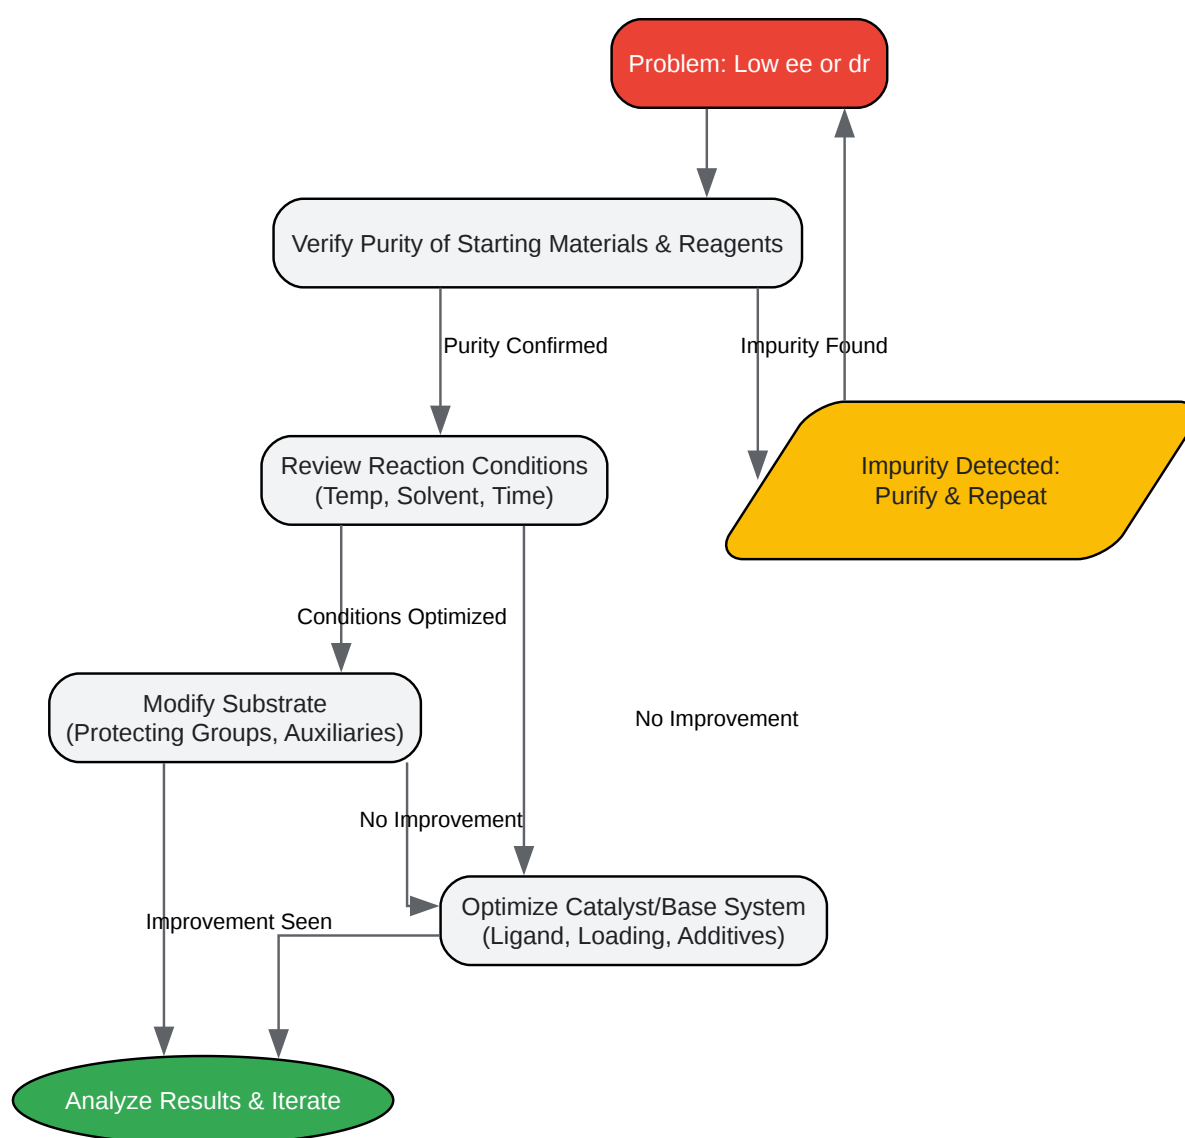 Problem: Low ee or dr
Verify Purity of Starting Materials & Reagents
Purity Confirmed
Impurity Found
Review Reaction Conditions
(Temp, Solvent, Time)
Impurity Detected:
Purify & Repeat
Conditions Optimized
Modify Substrate
(Protecting Groups, Auxiliaries)
No Improvement
No Improvement
Optimize Catalyst/Base System
(Ligand, Loading, Additives)
Improvement Seen
Analyze Results & Iterate